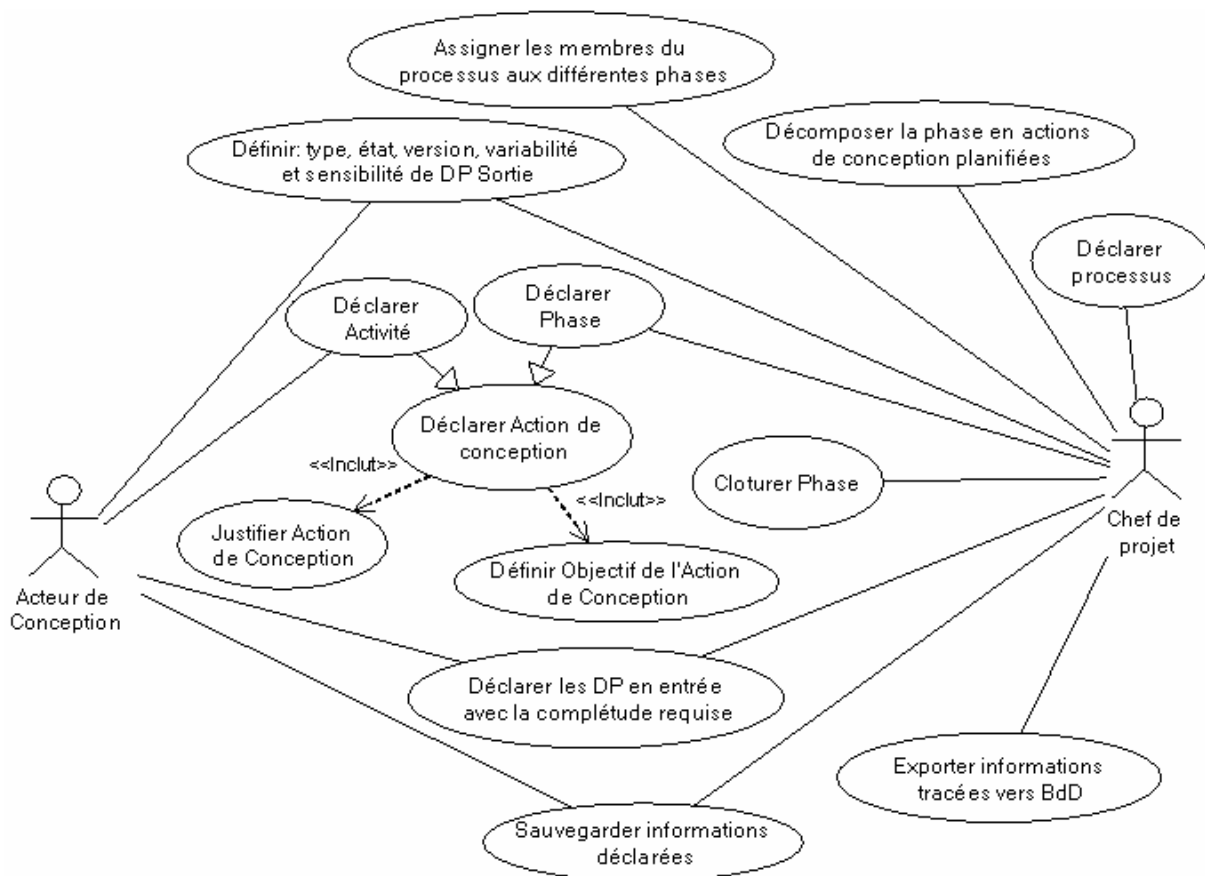 Assigner les membres du
processus aux différentes phases
Décomposer la phase en actions
de conception planifiées
Définir: type, état, version, variabilité
et sensibilité de DP Sortie
Déclarer
processus
Déclarer
Activité
Déclarer
Phase
Déclarer Action de
conception
<<Inclut>>
<<Inclut>>
Cloturer Phase
Justifier Action
de Conception
Définir Objectif de l'Action
de Conception
Acteur de
Conception
Chef de
projet
Déclarer les DP en entrée
avec la complétude requise
Exporter informations
tracées vers BdD
Sauvegarder informations
déclarées